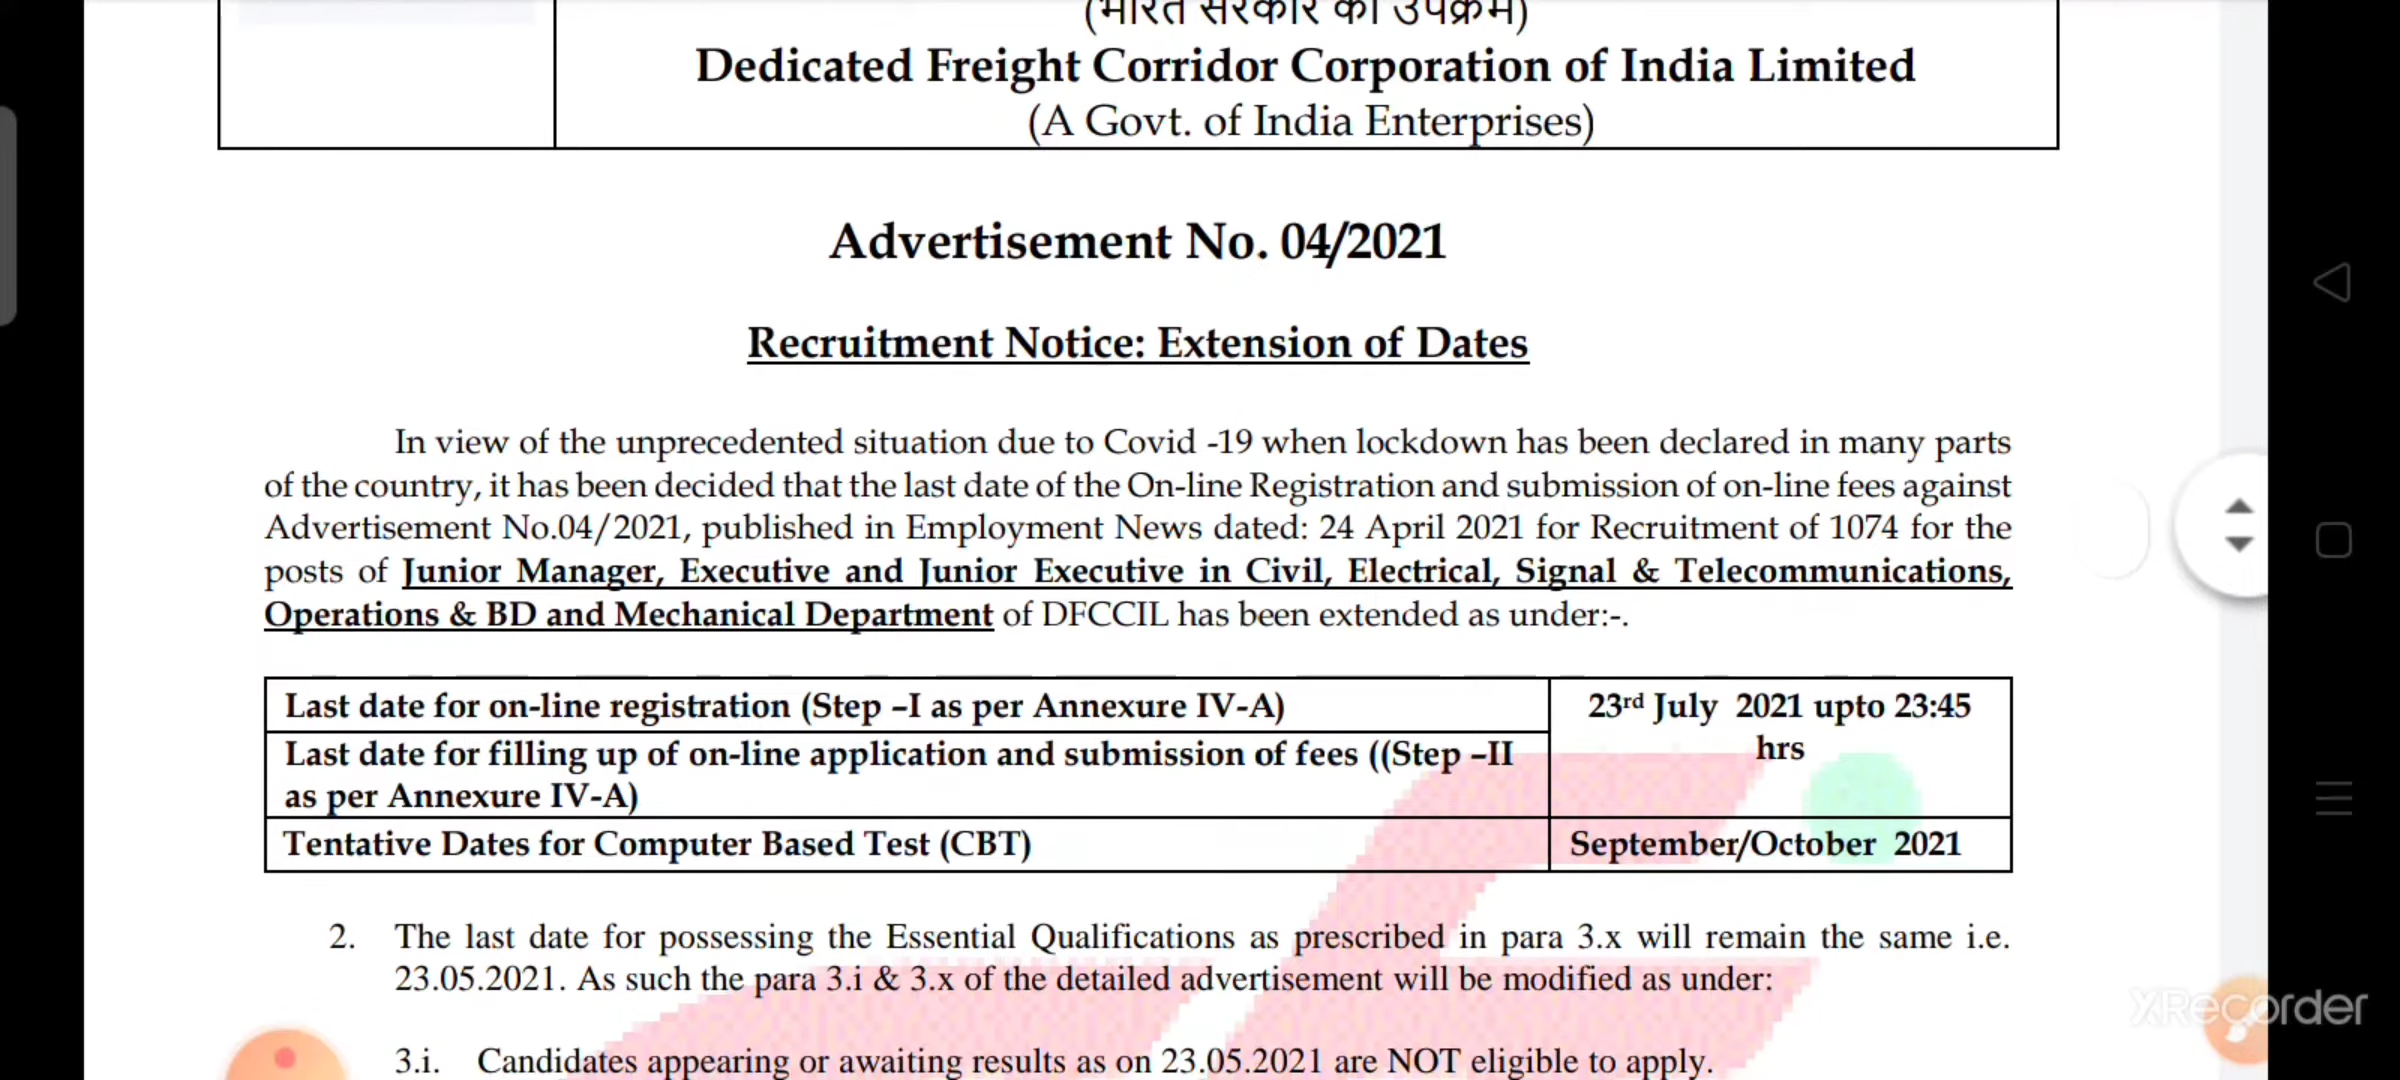 (भारत सरकार का उपक्रम)
Dedicated Freight Corridor Corporation of India Limited
(A Govt. of India Enterprises)
Advertisement No. 04/2021
Recruitment Notice: Extension of Dates
In view of the unprecedented situation due to Covid -19 when lockdown has been declared in many parts
of the country, it has been decided that the last date of the On-line Registration and submission of on-line fees against
Advertisement No.04/2021, published in Employment News dated: 24 April 2021 for Recruitment of 1074 for the
posts of Junior Manager, Executive and Junior Executive in Civil, Electrical, Signal & Telecommunications,
Operations & BD and Mechanical Department of DFCCIL has been extended as under:-.
Last date for on-line registration (Step –I as per Annexure IV-A)
23rd July 2021 upto 23:45
hrs
Last date for filling up of on-line application and submission of fees ((Step –II
as per Annexure IV-A)
Tentative Dates for Computer Based Test (CBT)
September/October 2021
2. The last date for possessing the Essential Qualifications as prescribed in para 3.x will remain the same i.e.
23.05.2021. As such the para 3.i & 3.x of the detailed advertisement will be modified as under:
3.i. Candidates appearing or awaiting results as on 23.05.2021 are NOT eligible to apply.
XRecorder